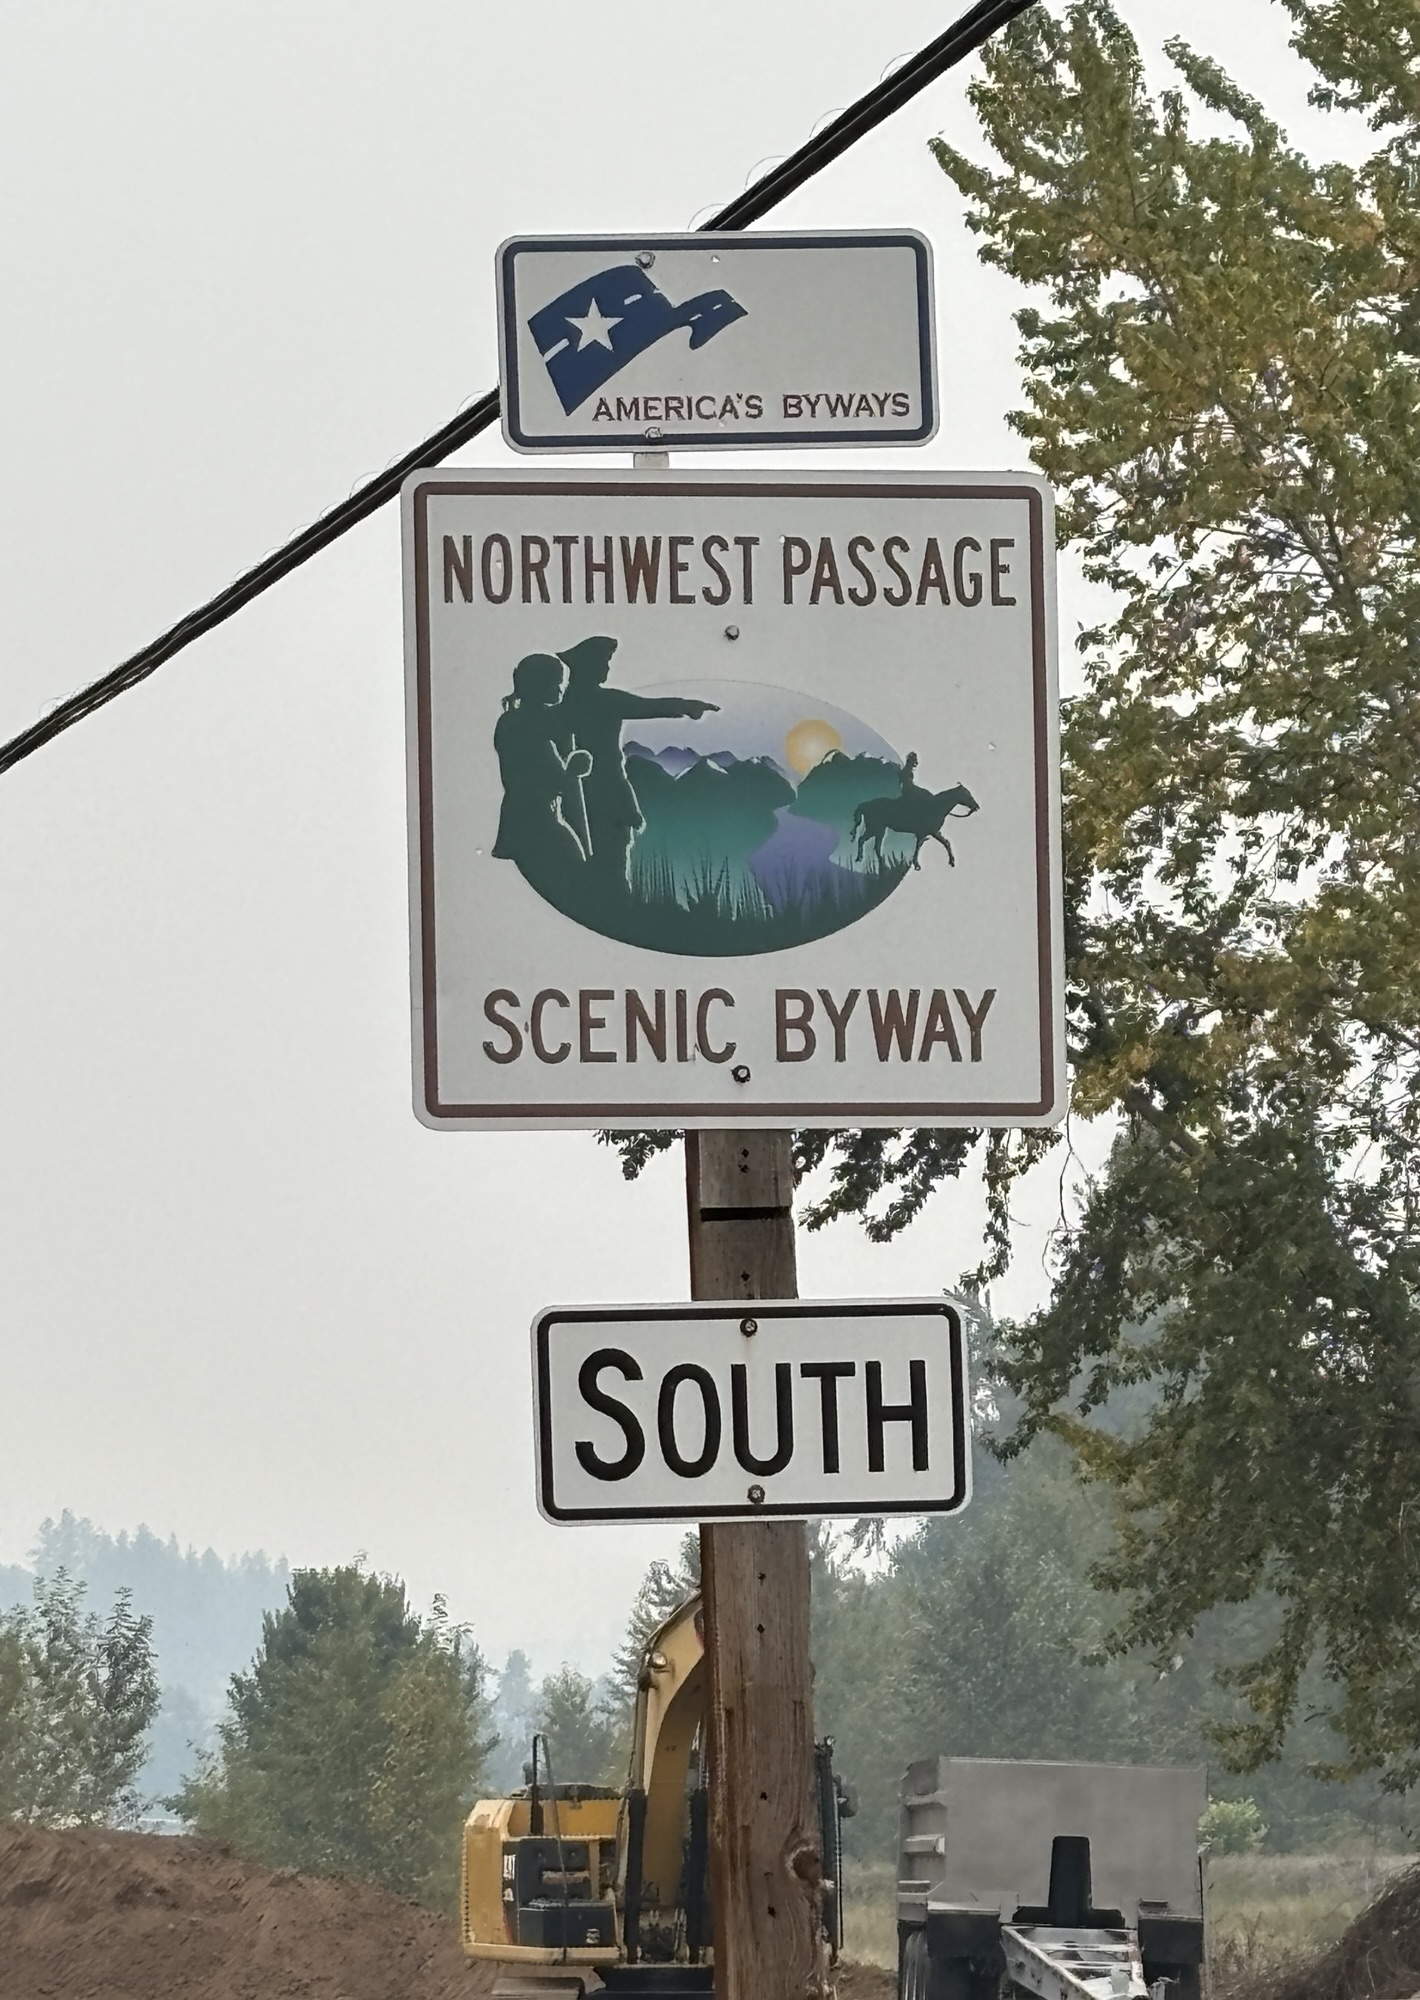 AMERICA'S BYWAYS
NORTHWEST PASSAGE
SCENIC BYWAY
SOUTH